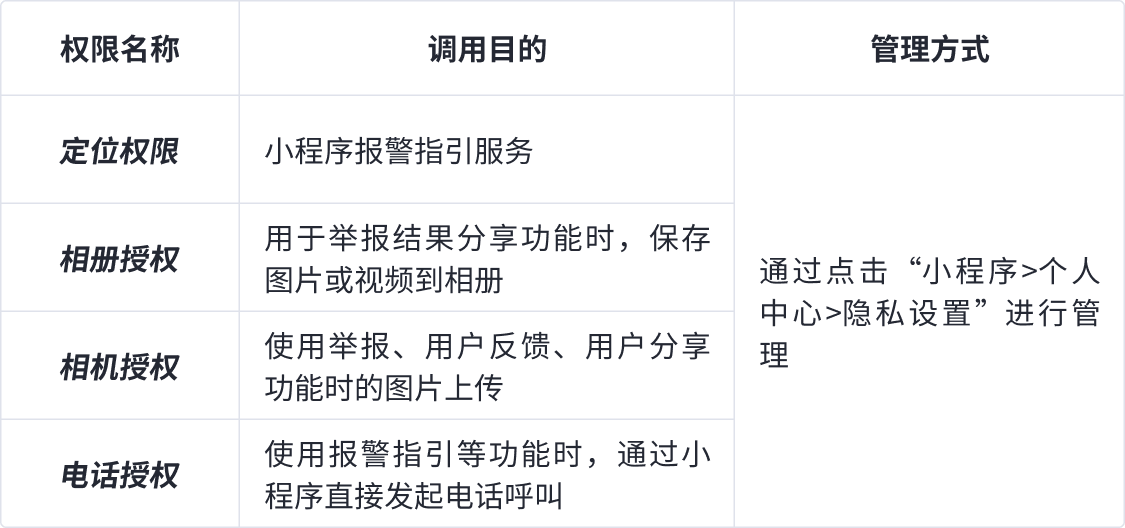 权限名称 调用目的 管理方式
定位权限 小程序报警指引服务
相册授权 用于举报结果分享功能时，保存
图片或视频到相册
相机授权 使用举报、用户反馈、用户分享
功能时的图片上传
电话授权 使用报警指引等功能时，通过小
程序直接发起电话呼叫
通过点击“小程序>个人
中心>隐私设置”进行管
理